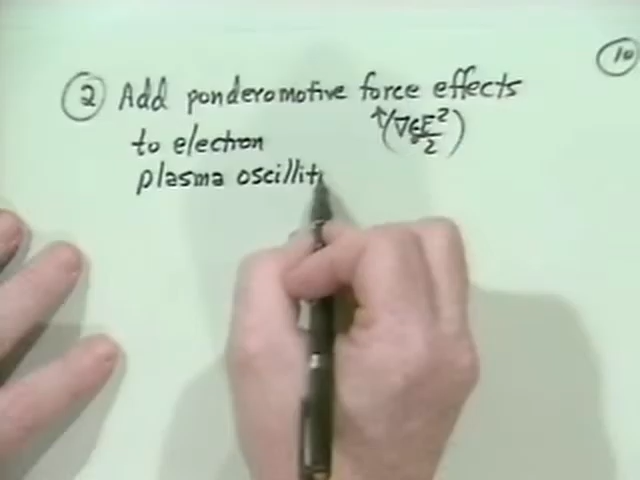 ② Add ponderomotive force effects
↑(∇ε₀E²/2)
to electron
plasma oscillit
⑩